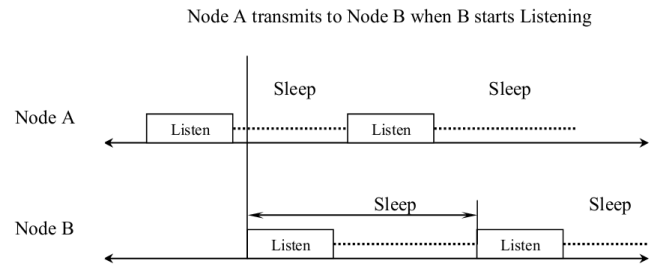 Node A transmits to Node B when B starts Listening
Sleep Sleep
Node A
Listen Listen
Sleep Sleep
Node B
Listen Listen